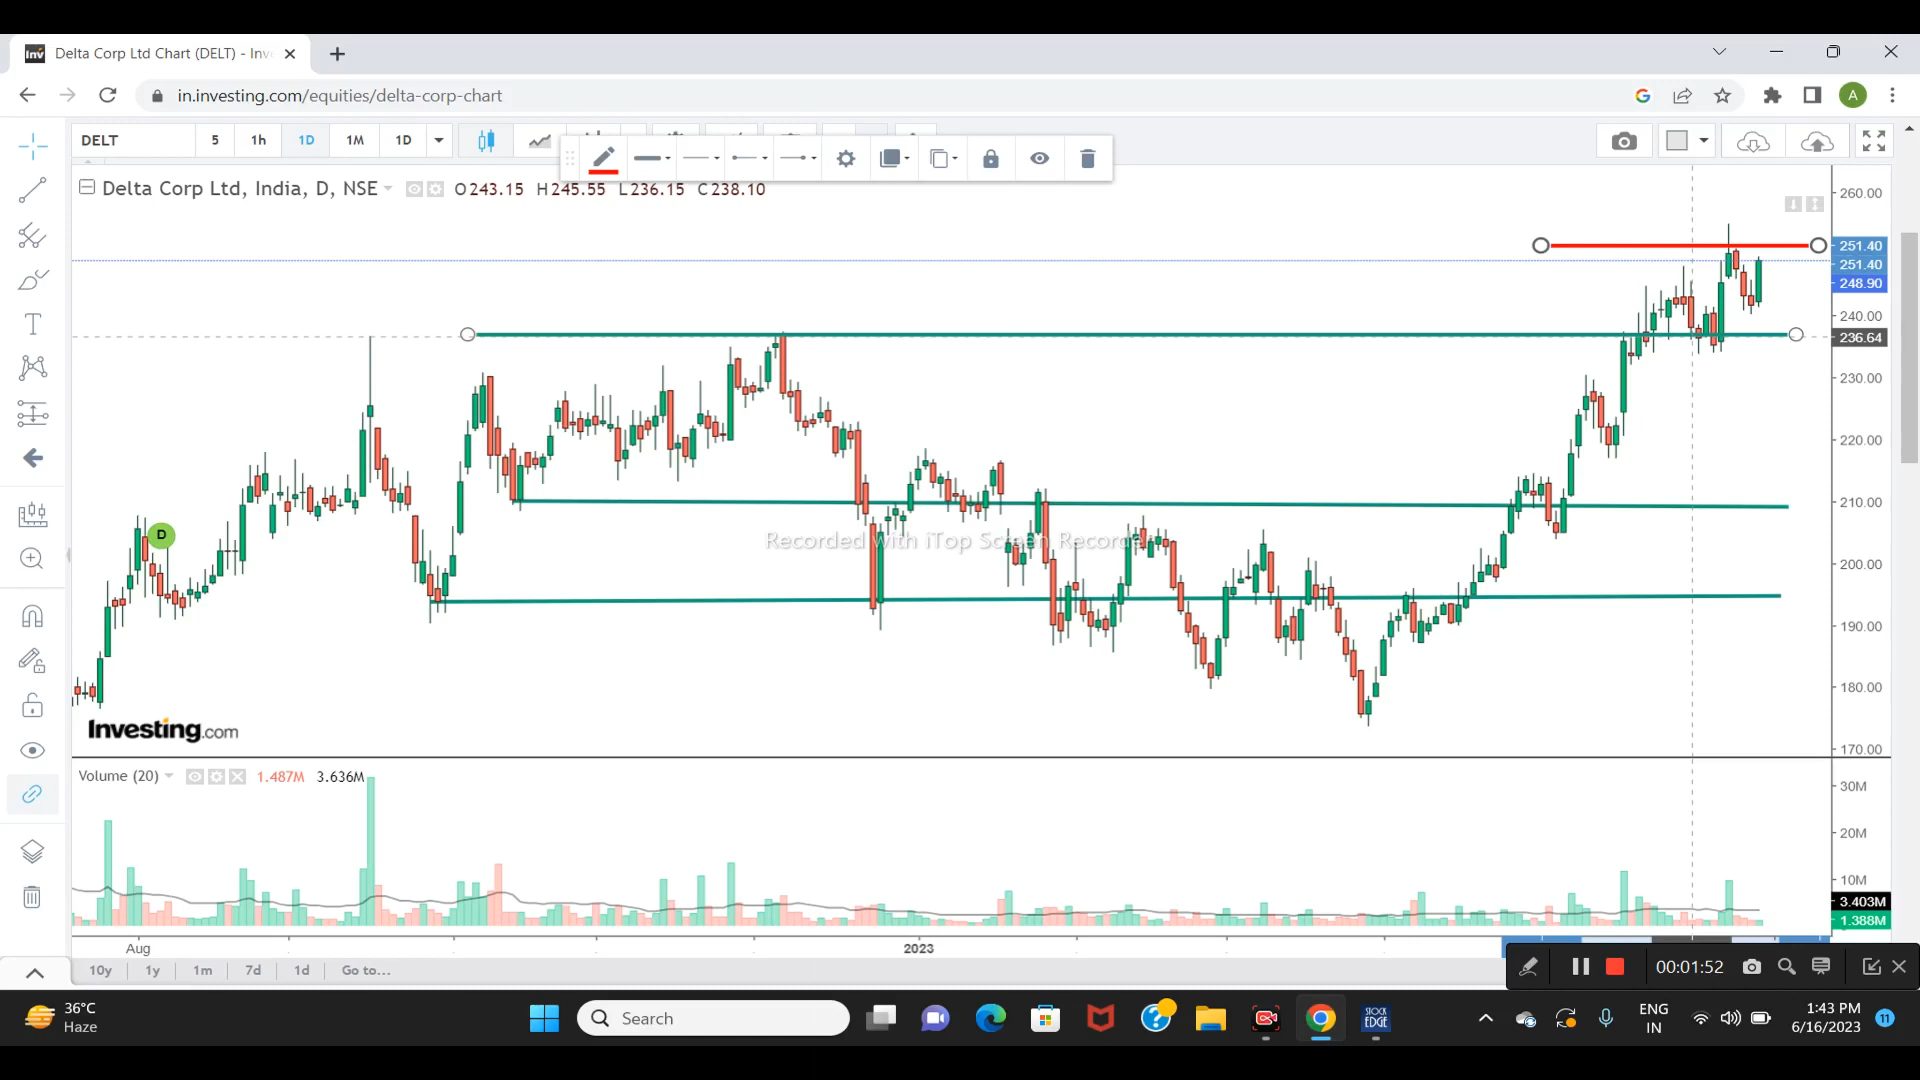 Delta Corp Ltd Chart (DELT) - Inv
in.investing.com/equities/delta-corp-chart
A
DELT 5 1h 1D 1M 1D
Delta Corp Ltd, India, D, NSE O243.15 H245.55 L236.15 C238.10
260.00
251.40
251.40
248.90
240.00
236.64
230.00
220.00
210.00
200.00
190.00
180.00
170.00
D
Recorded with iTop Screen Recorder
Investing.com
Volume (20) 1.487M 3.636M
30M
20M
10M
3.403M
1.388M
Aug 2023
10y 1y 1m 7d 1d Go to...
00:01:52
36°C
Haze
Search
STOCK
EDGE
ENG
IN
1:43 PM
6/16/2023
11